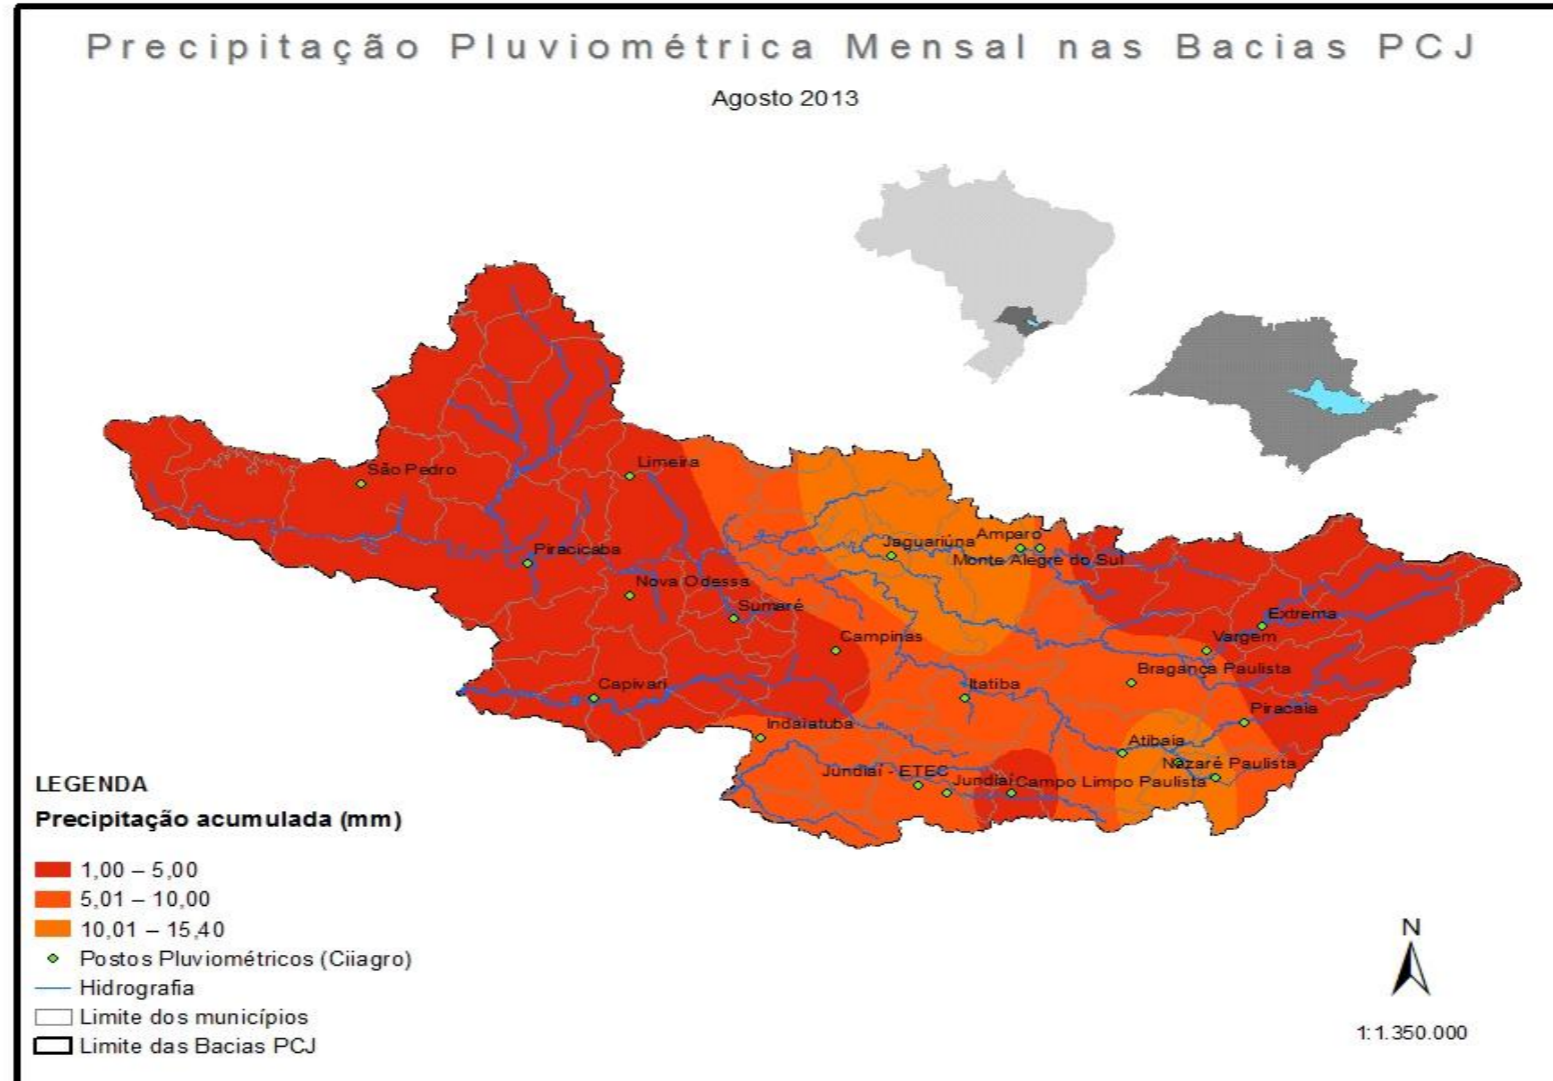 Precipitação Pluviométrica Mensal nas Bacias PCJ
Agosto 2013
São Pedro
Limeira
Piracicaba
Jaguariúna
Amparo
Monte Alegre do Sul
Nova Odessa
Sumaré
Extrema
Campinas
Vargem
Bragança Paulista
Capivari
Itatiba
Piracaia
Indaiatuba
Atibaia
Nazaré Paulista
Jundiaí - ETEC
Jundiaí
Campo Limpo Paulista
LEGENDA
Precipitação acumulada (mm)
1,00 – 5,00
5,01 – 10,00
10,01 – 15,40
Postos Pluviométricos (Ciiagro)
Hidrografia
Limite dos municípios
Limite das Bacias PCJ
N
1:1.350.000